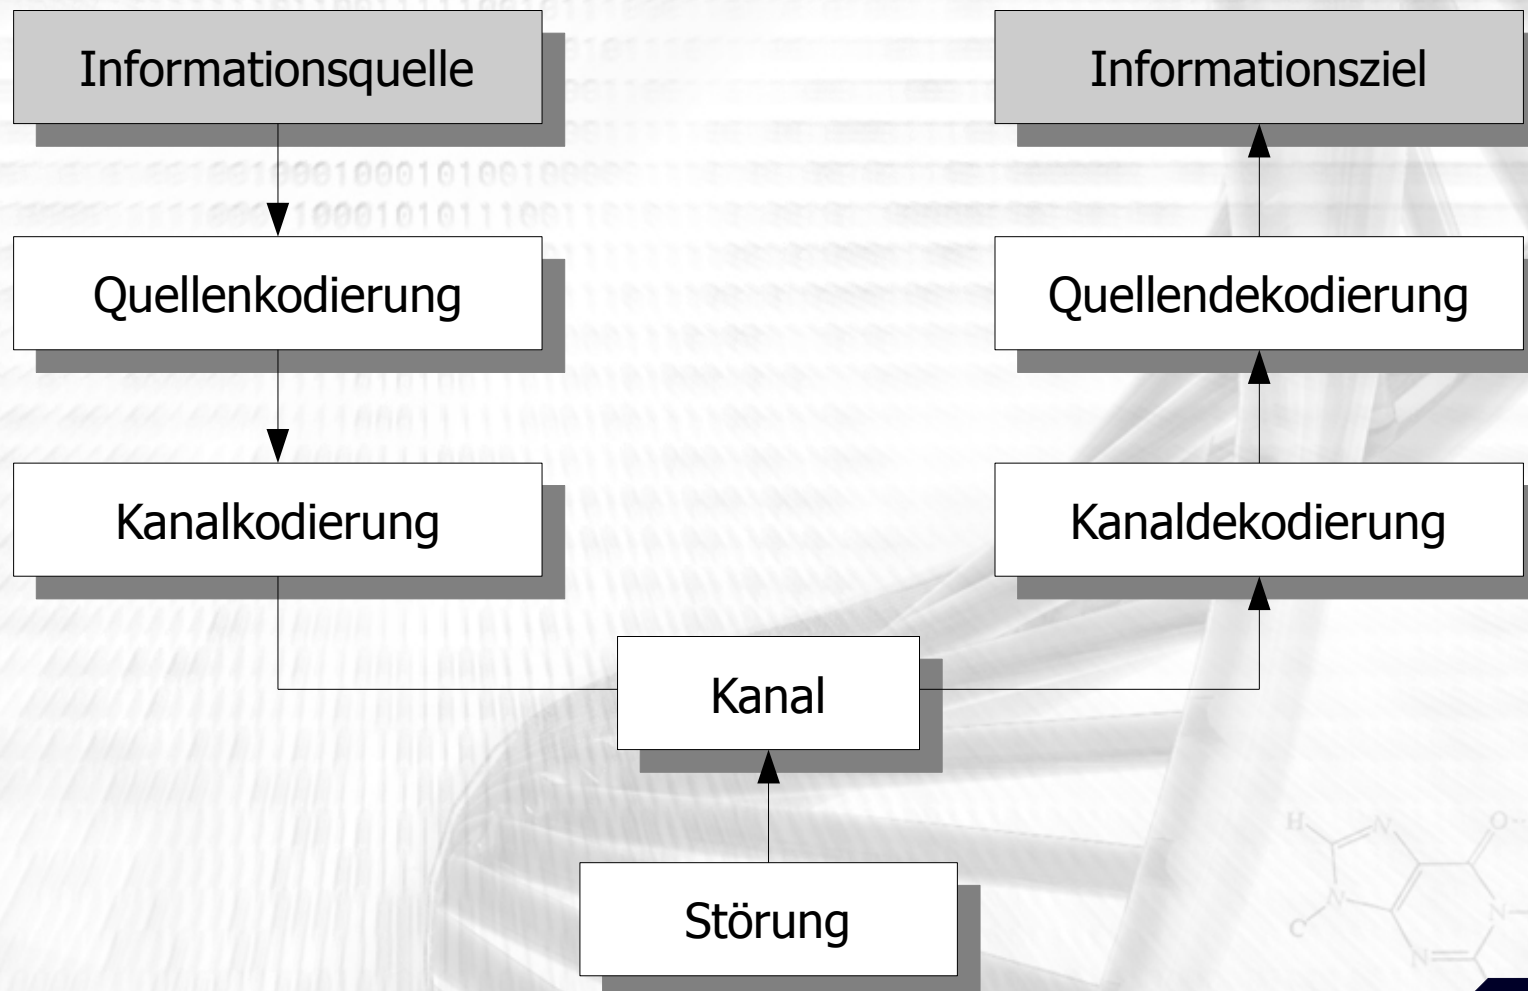 Informationsquelle
Informationsziel
Quellenkodierung
Quellendekodierung
Kanalkodierung
Kanaldekodierung
Kanal
Störung
H
N
O
N
C
N
N